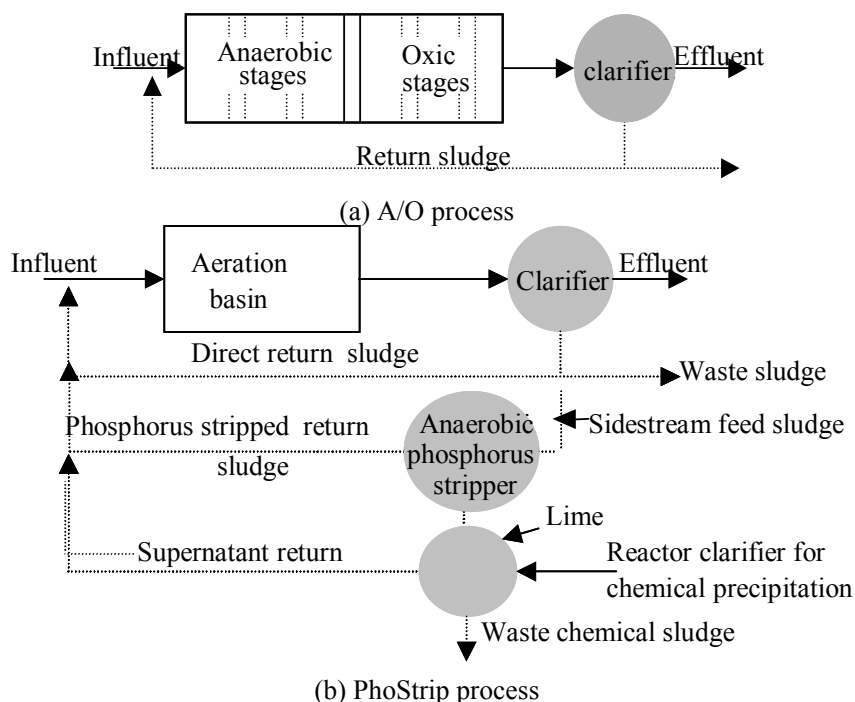 Influent
Anaerobic
stages
Oxic
stages
clarifier
Effluent
Return sludge
(a) A/O process
Influent
Aeration
basin
Clarifier
Effluent
Direct return sludge
Waste sludge
Phosphorus stripped return
sludge
Anaerobic
phosphorus
stripper
Sidestream feed sludge
Lime
Supernatant return
Reactor clarifier for
chemical precipitation
Waste chemical sludge
(b) PhoStrip process